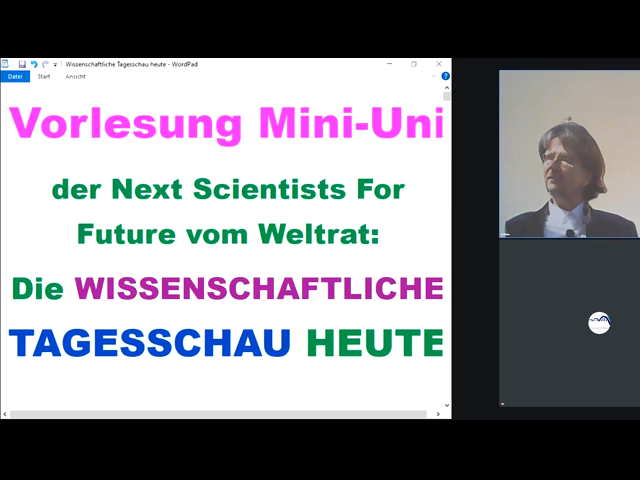 Wissenschaftliche Tagesschau heute - WordPad
Datei Start Ansicht
Vorlesung Mini-Uni
der Next Scientists For
Future vom Weltrat:
Die WISSENSCHAFTLICHE
TAGESSCHAU HEUTE